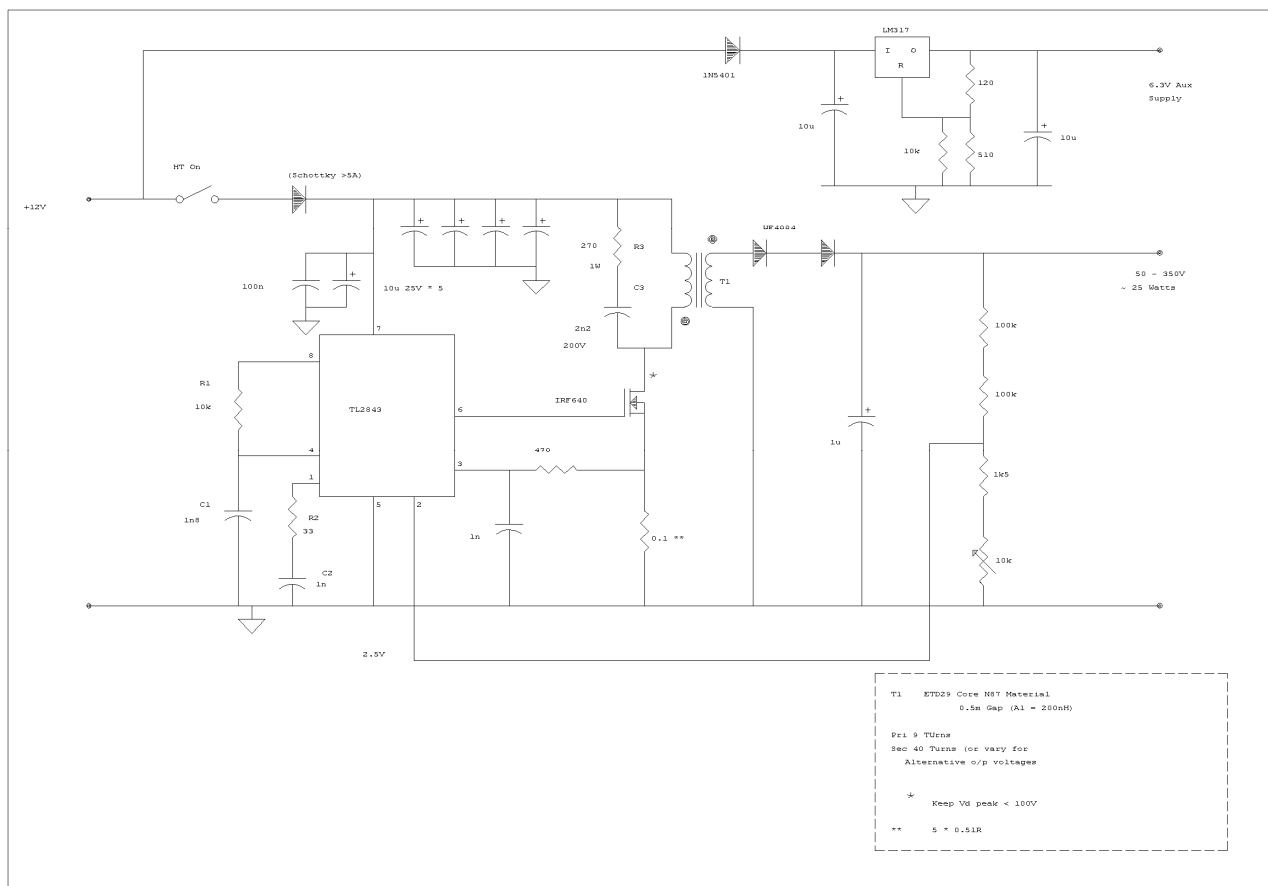 LM317
I O
R
1N5401
120
6.3V Aux
Supply
+
10u
+
10u
10k
510
HT On
(Schottky >5A)
+12V
+
+
+
+
270
R3
1W
UF4004
T1
50 - 350V
~ 25 Watts
100n
+
10u 25V * 5
C3
2n2
200V
7
8
100k
R1
10k
TL2843
*
IRF640
6
100k
+
1u
4
470
3
1
1k5
C1
1n8
R2
33
5
2
1n
0.1 **
10k
C2
1n
2.5V
T1 ETD29 Core N87 Material
0.5m Gap (Al = 200nH)
Pri 9 TUrns
Sec 40 Turns (or vary for
Alternative o/p voltages
*
Keep Vd peak < 100V
** 5 * 0.51R